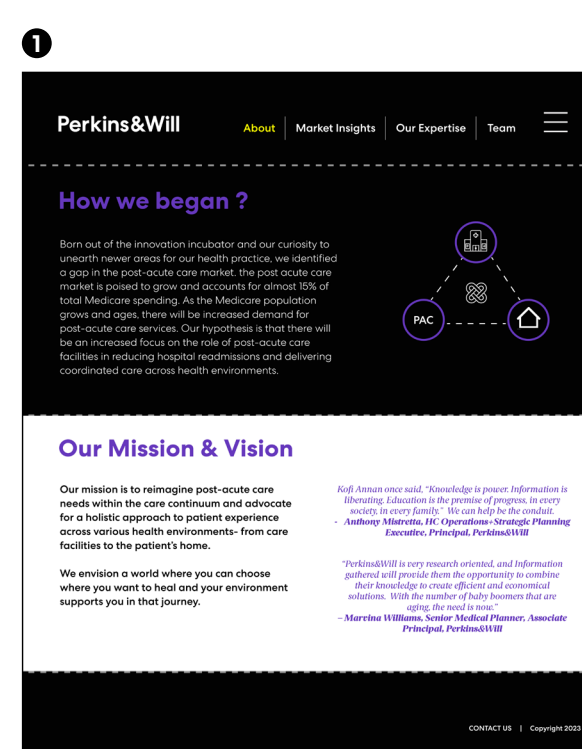 1
Perkins&Will
About | Market Insights | Our Expertise | Team
How we began ?
Born out of the innovation incubator and our curiosity to
unearth newer areas for our health practice, we identified
a gap in the post-acute care market. the post acute care
market is poised to grow and accounts for almost 15% of
total Medicare spending. As the Medicare population
grows and ages, there will be increased demand for
post-acute care services. Our hypothesis is that there will
be an increased focus on the role of post-acute care
facilities in reducing hospital readmissions and delivering
coordinated care across health environments.
PAC
Our Mission & Vision
Our mission is to reimagine post-acute care
needs within the care continuum and advocate
for a holistic approach to patient experience
across various health environments- from care
facilities to the patient's home.
We envision a world where you can choose
where you want to heal and your environment
supports you in that journey.
Kofi Annan once said, "Knowledge is power. Information is
liberating. Education is the premise of progress, in every
society, in every family." We can help be the conduit.
- Anthony Mistretta, HC Operations+Strategic Planning
Executive, Principal, Perkins&Will
"Perkins&Will is very research oriented, and Information
gathered will provide them the opportunity to combine
their knowledge to create efficient and economical
solutions. With the number of baby boomers that are
aging, the need is now."
– Marvina Williams, Senior Medical Planner, Associate
Principal, Perkins&Will
CONTACT US | Copyright 2023